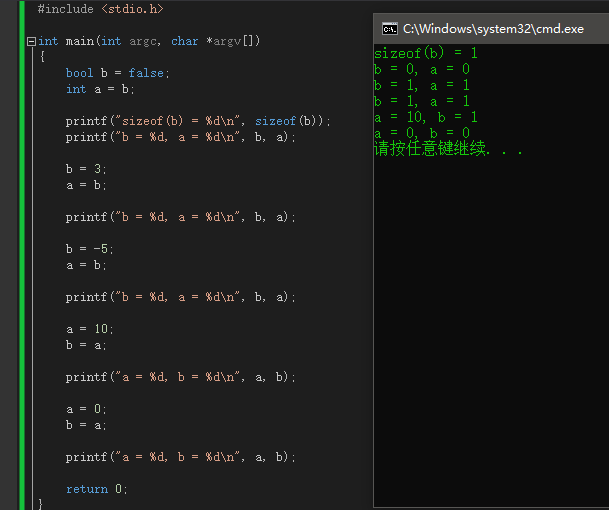 #include <stdio.h>
int main(int argc, char *argv[])
{
bool b = false;
int a = b;
printf("sizeof(b) = %d\n", sizeof(b));
printf("b = %d, a = %d\n", b, a);
b = 3;
a = b;
printf("b = %d, a = %d\n", b, a);
b = -5;
a = b;
printf("b = %d, a = %d\n", b, a);
a = 10;
b = a;
printf("a = %d, b = %d\n", a, b);
a = 0;
b = a;
printf("a = %d, b = %d\n", a, b);
return 0;
}
C:\Windows\system32\cmd.exe
sizeof(b) = 1
b = 0, a = 0
b = 1, a = 1
b = 1, a = 1
a = 10, b = 1
a = 0, b = 0
请按任意键继续. . .